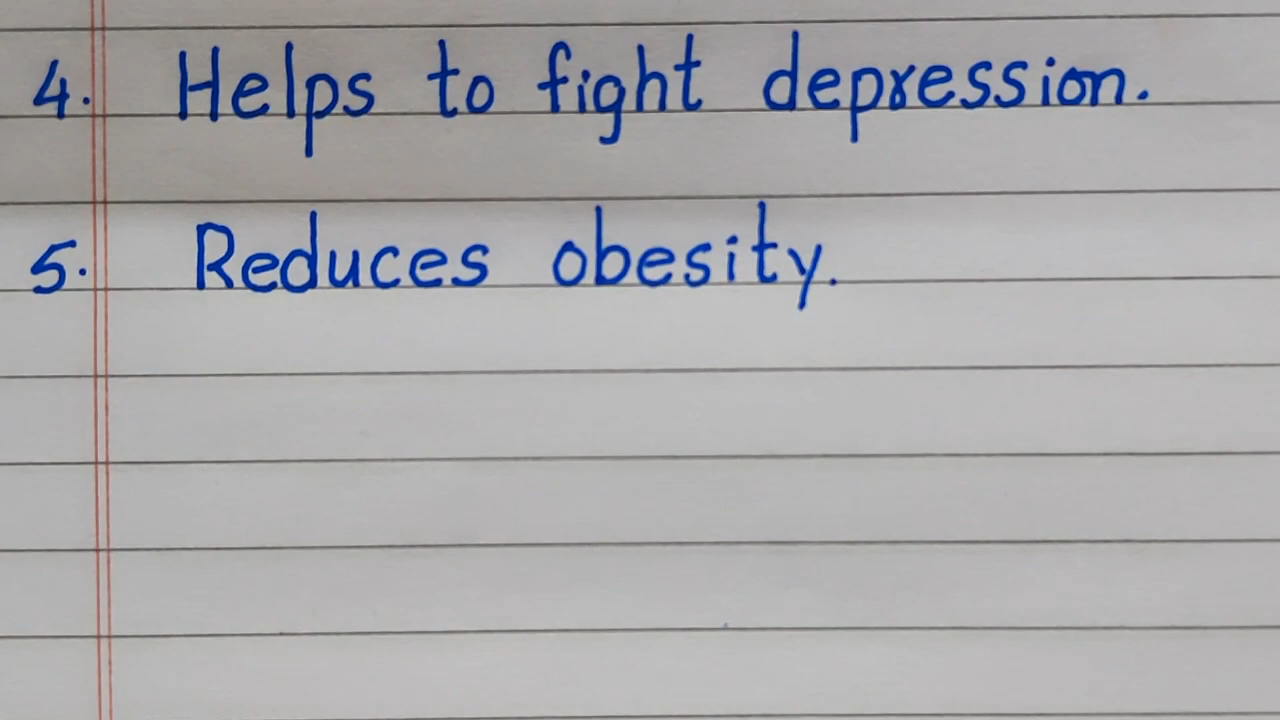 4. Helps to fight depression.
5. Reduces obesity.